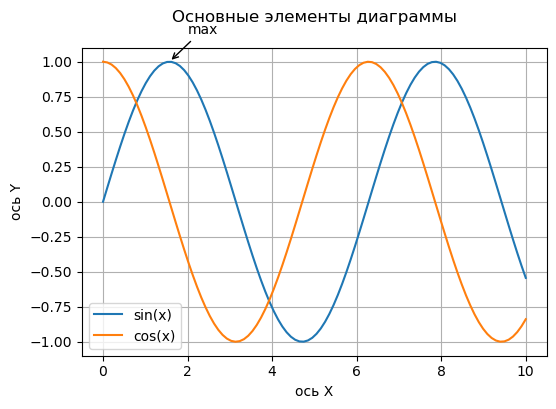 Основные элементы диаграммы
max
1.00
0.75
0.50
0.25
0.00
−0.25
−0.50
−0.75
−1.00
ось Y
sin(x)
cos(x)
0 2 4 6 8 10
ось X